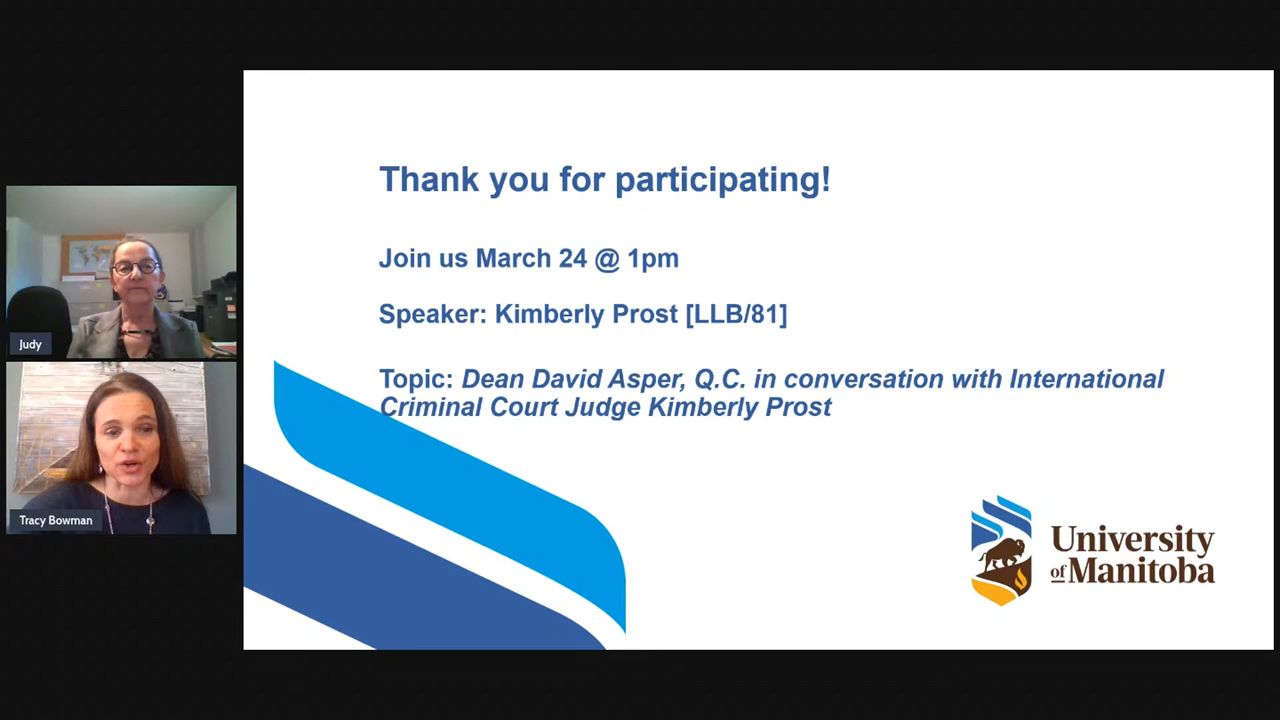 Thank you for participating!
Join us March 24 @ 1pm
Speaker: Kimberly Prost [LLB/81]
Topic: Dean David Asper, Q.C. in conversation with International
Criminal Court Judge Kimberly Prost
Judy
Tracy Bowman
University
of Manitoba